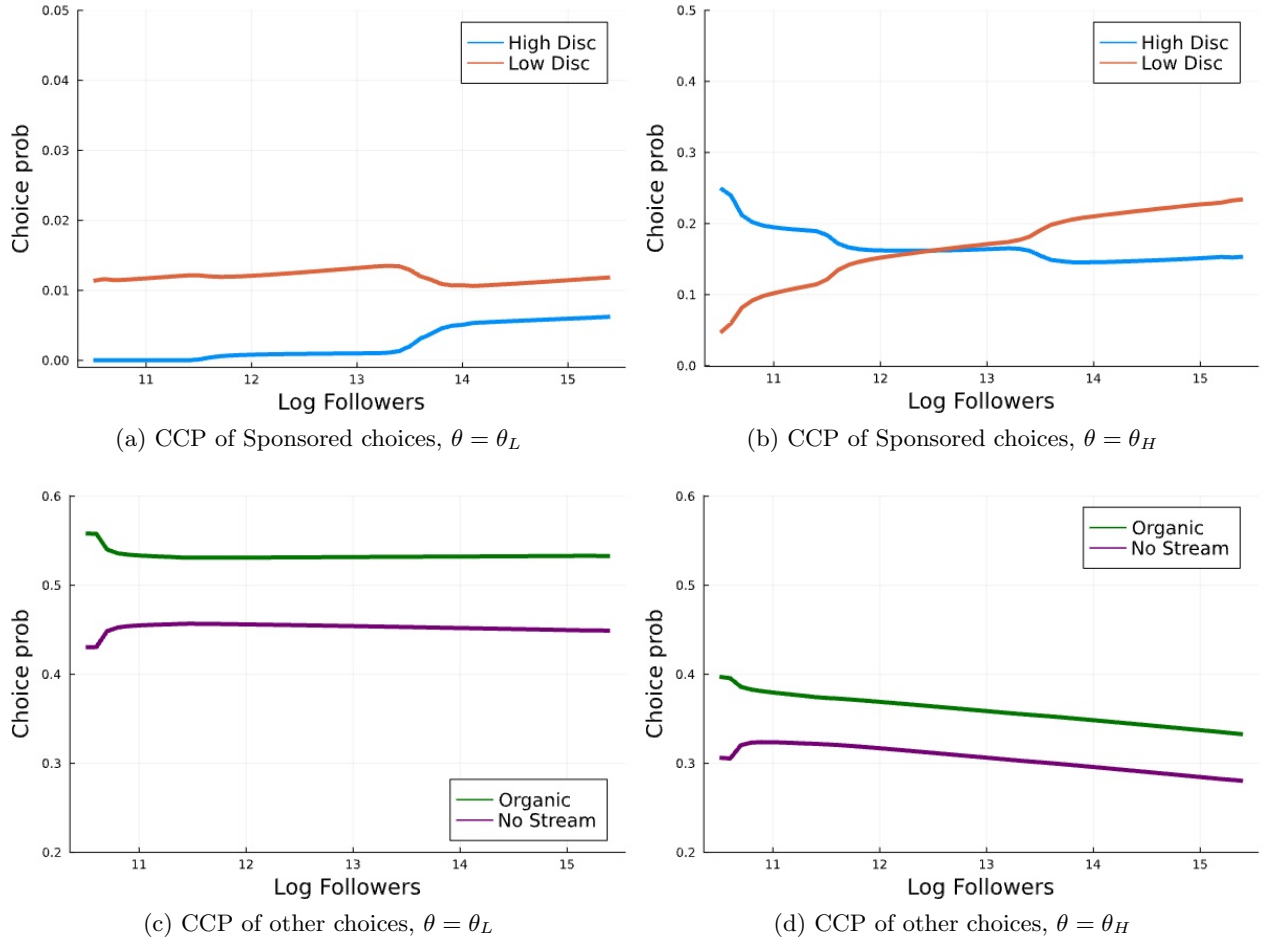 0.05
0.04
0.03
0.02
0.01
0.00
Choice prob
High Disc
Low Disc
11 12 13 14 15
Log Followers
(a) CCP of Sponsored choices, θ = θ_L
0.5
0.4
0.3
0.2
0.1
0.0
Choice prob
High Disc
Low Disc
11 12 13 14 15
Log Followers
(b) CCP of Sponsored choices, θ = θ_H
0.6
0.5
0.4
0.3
0.2
Choice prob
Organic
No Stream
11 12 13 14 15
Log Followers
(c) CCP of other choices, θ = θ_L
0.6
0.5
0.4
0.3
0.2
Choice prob
Organic
No Stream
11 12 13 14 15
Log Followers
(d) CCP of other choices, θ = θ_H